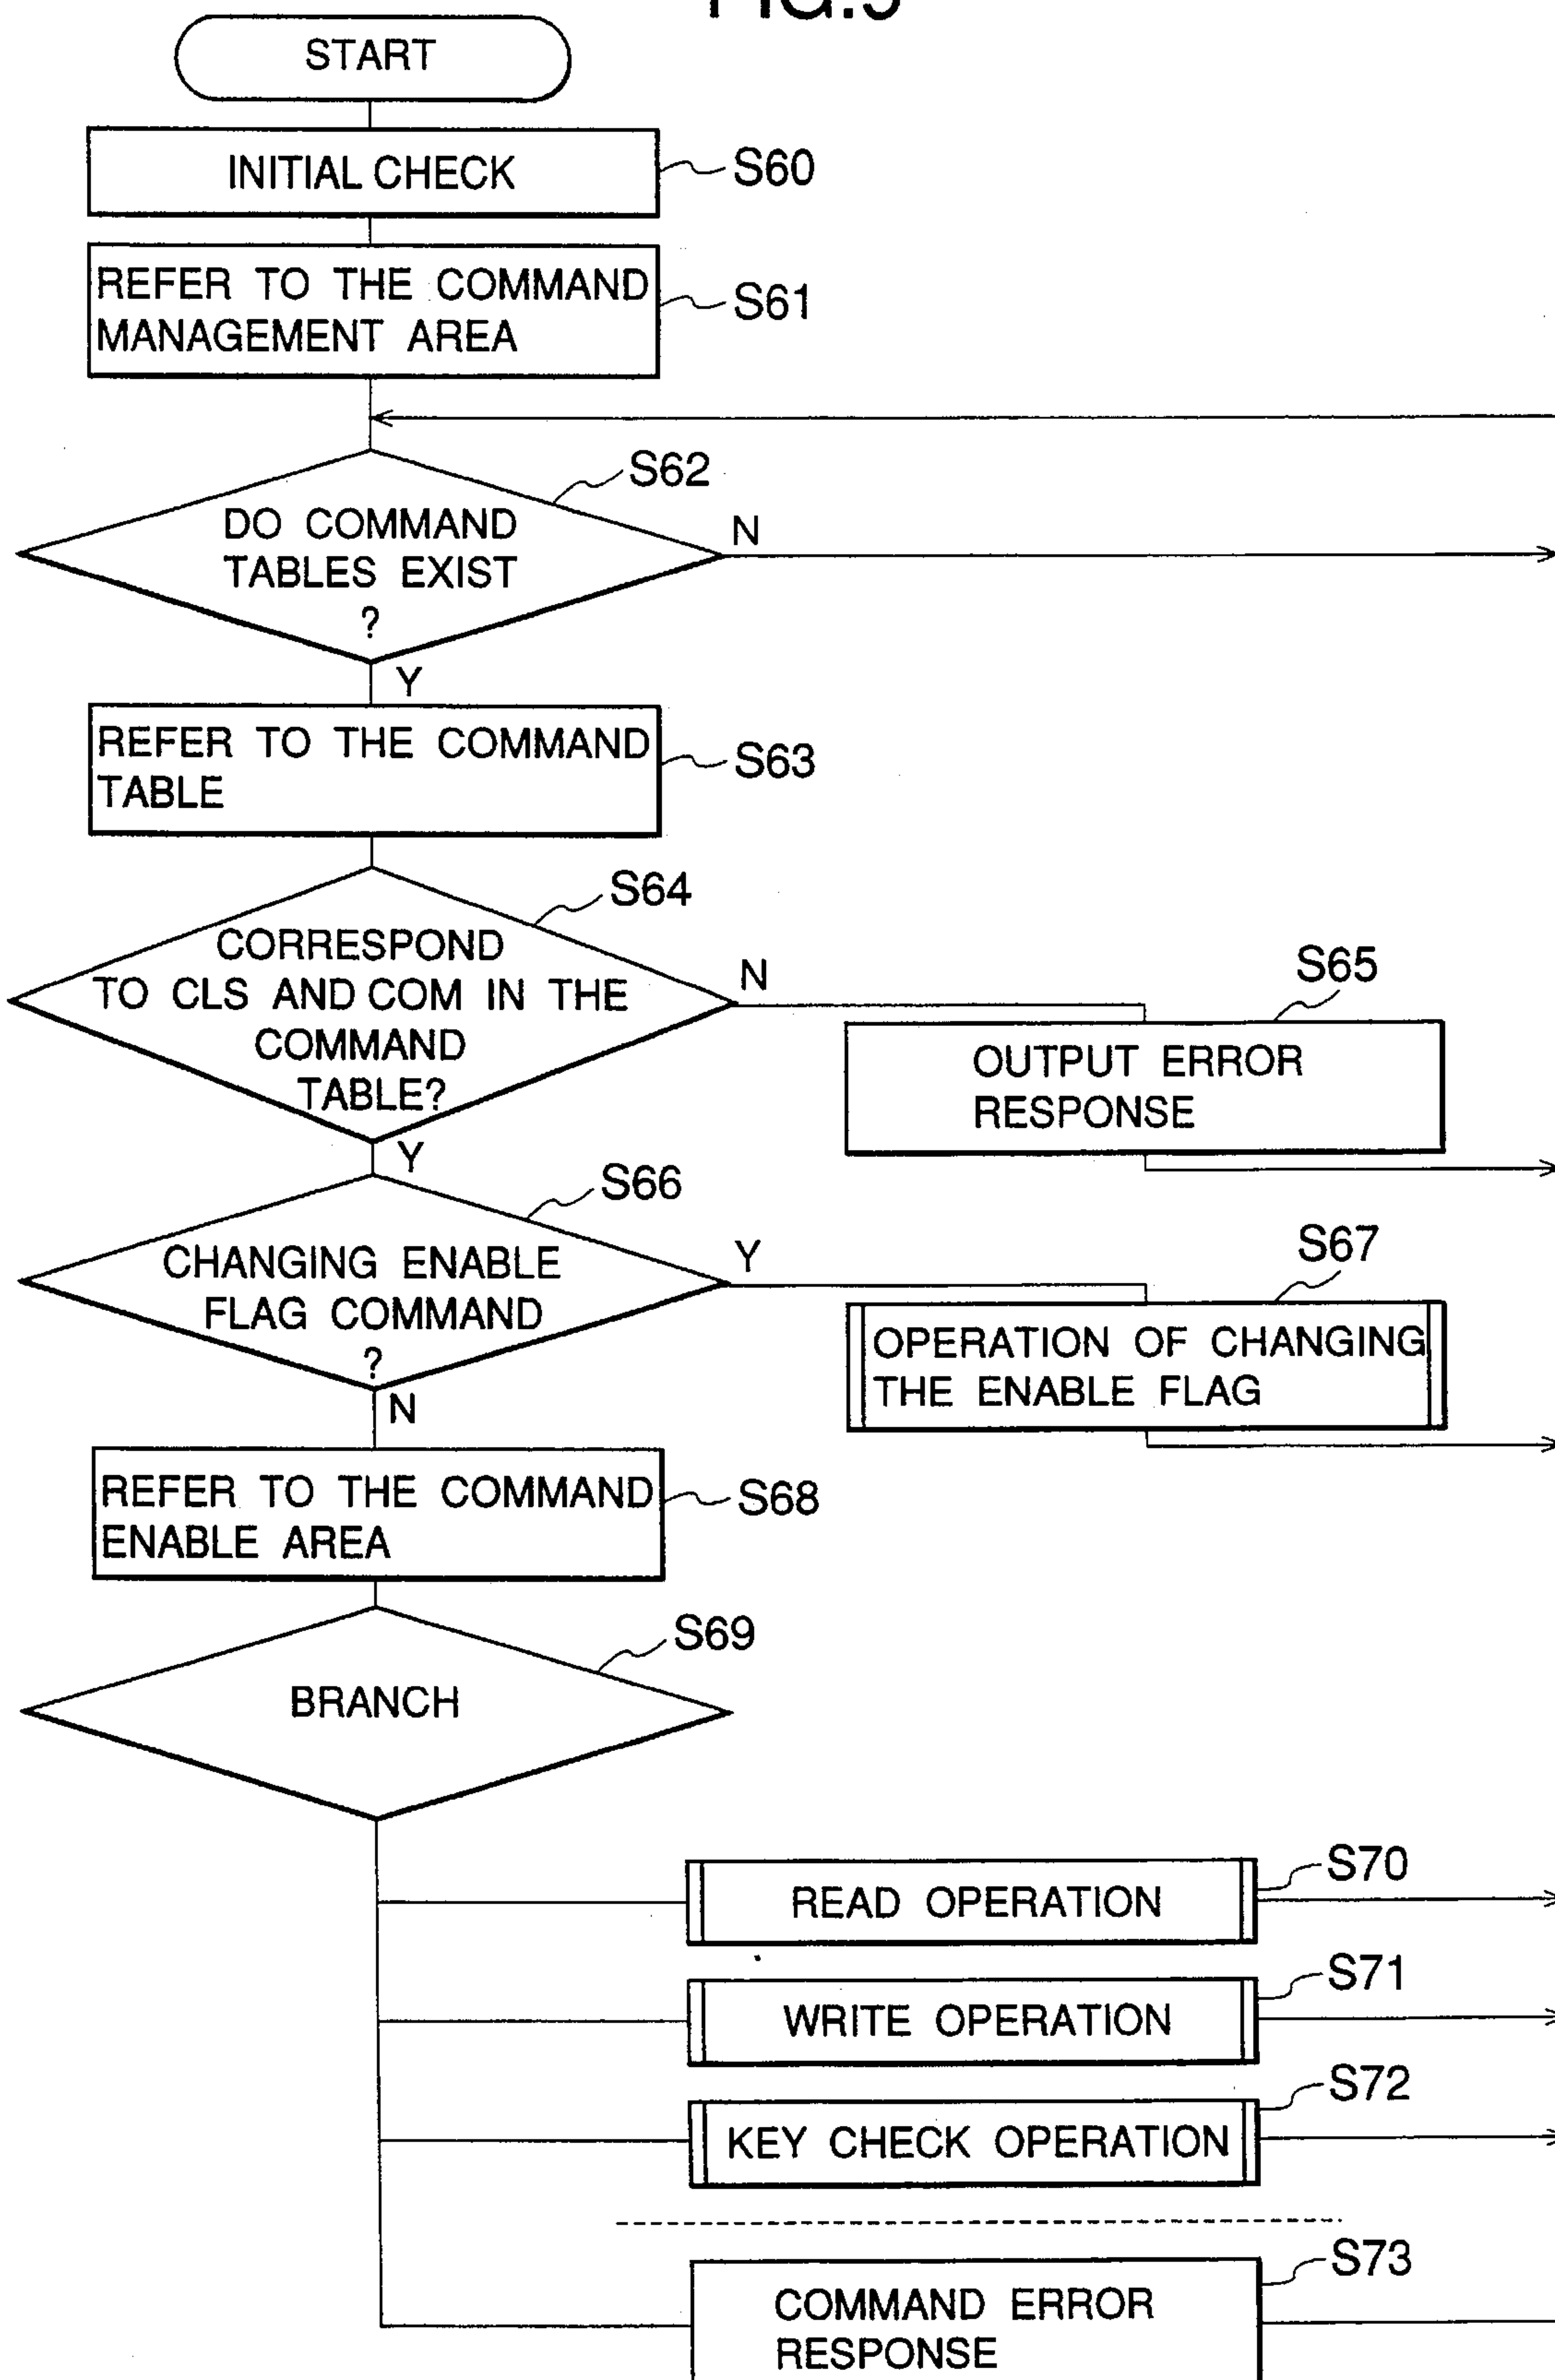 START
INITIAL CHECK
S60
REFER TO THE COMMAND
MANAGEMENT AREA
S61
S62
DO COMMAND
TABLES EXIST
?
N
Y
REFER TO THE COMMAND
TABLE
S63
S64
CORRESPOND
TO CLS AND COM IN THE
COMMAND
TABLE?
N
S65
OUTPUT ERROR
RESPONSE
Y
S66
CHANGING ENABLE
FLAG COMMAND
?
Y
S67
OPERATION OF CHANGING
THE ENABLE FLAG
N
REFER TO THE COMMAND
ENABLE AREA
S68
S69
BRANCH
S70
READ OPERATION
S71
WRITE OPERATION
S72
KEY CHECK OPERATION
S73
COMMAND ERROR
RESPONSE